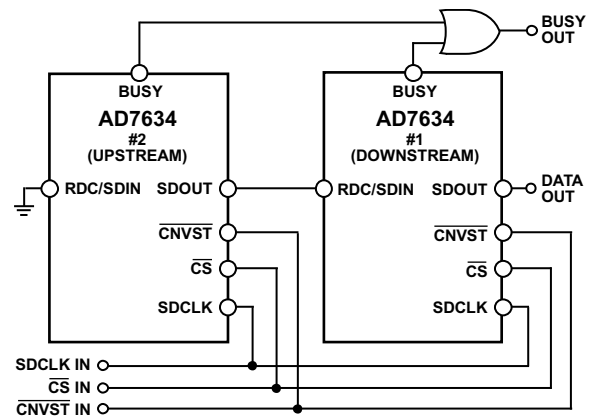 BUSY
OUT
BUSY
BUSY
AD7634
#2
(UPSTREAM)
AD7634
#1
(DOWNSTREAM)
RDC/SDIN
SDOUT
RDC/SDIN
SDOUT
DATA
OUT
CNVST
CNVST
CS
CS
SDCLK
SDCLK
SDCLK IN
CS IN
CNVST IN